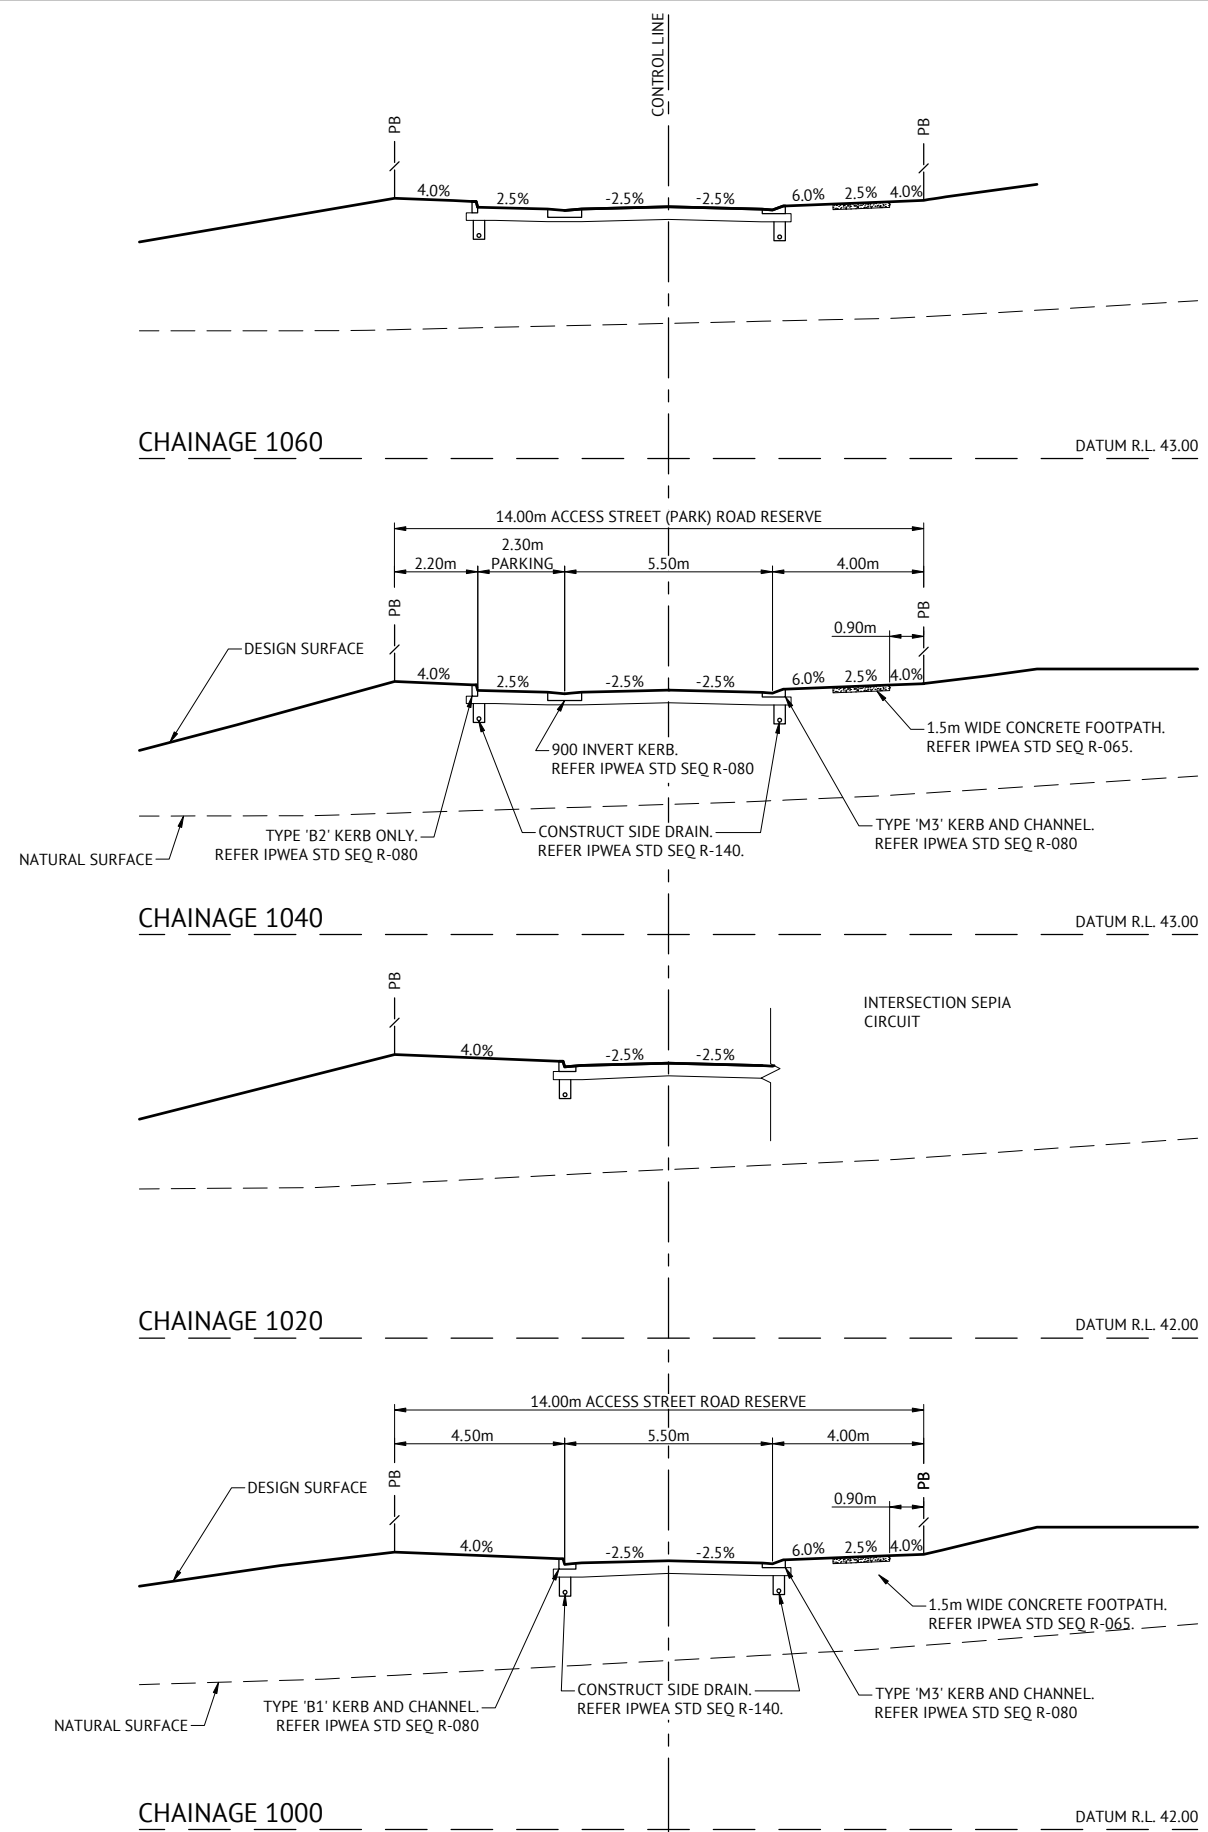 CONTROL LINE
PB
PB
4.0%
2.5%
-2.5%
-2.5%
6.0%
2.5%
4.0%
CHAINAGE 1060
DATUM R.L. 43.00
14.00m ACCESS STREET (PARK) ROAD RESERVE
2.20m
2.30m
PARKING
5.50m
4.00m
PB
PB
0.90m
DESIGN SURFACE
4.0%
2.5%
-2.5%
-2.5%
6.0%
2.5%
4.0%
1.5m WIDE CONCRETE FOOTPATH.
REFER IPWEA STD SEQ R-065.
900 INVERT KERB.
REFER IPWEA STD SEQ R-080
TYPE 'B2' KERB ONLY.
REFER IPWEA STD SEQ R-080
CONSTRUCT SIDE DRAIN.
REFER IPWEA STD SEQ R-140.
TYPE 'M3' KERB AND CHANNEL.
REFER IPWEA STD SEQ R-080
NATURAL SURFACE
CHAINAGE 1040
DATUM R.L. 43.00
PB
INTERSECTION SEPIA
CIRCUIT
4.0%
-2.5%
-2.5%
CHAINAGE 1020
DATUM R.L. 42.00
14.00m ACCESS STREET ROAD RESERVE
4.50m
5.50m
4.00m
PB
PB
0.90m
DESIGN SURFACE
4.0%
-2.5%
-2.5%
6.0%
2.5%
4.0%
1.5m WIDE CONCRETE FOOTPATH.
REFER IPWEA STD SEQ R-065.
TYPE 'B1' KERB AND CHANNEL.
REFER IPWEA STD SEQ R-080
CONSTRUCT SIDE DRAIN.
REFER IPWEA STD SEQ R-140.
TYPE 'M3' KERB AND CHANNEL.
REFER IPWEA STD SEQ R-080
NATURAL SURFACE
CHAINAGE 1000
DATUM R.L. 42.00